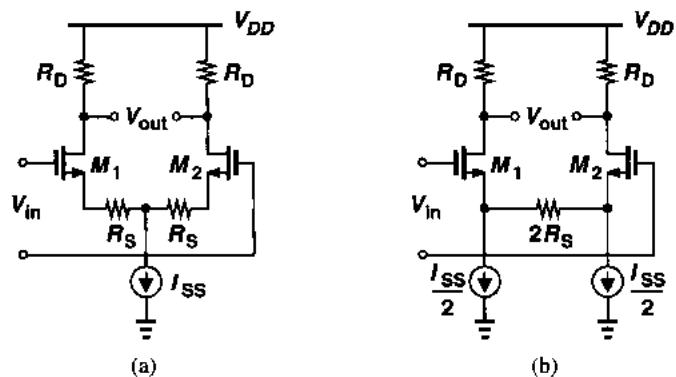 V_DD V_DD
R_D R_D R_D R_D
V_out V_out
M_1 M_2 M_1 M_2
V_in V_in
R_S R_S 2R_S
I_SS I_SS/2 I_SS/2
(a) (b)